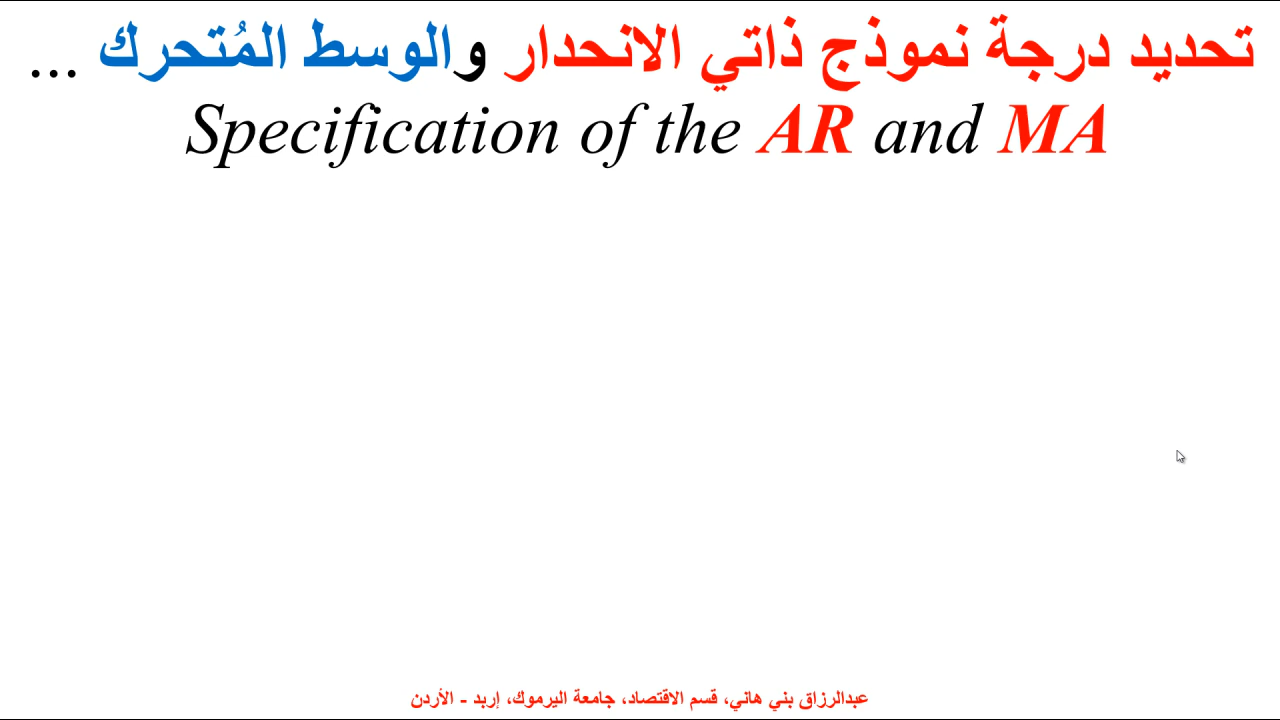 تحديد درجة نموذج ذاتي الانحدار والوسط المُتحرك ...
Specification of the AR and MA
عبدالرزاق بني هاني، قسم الاقتصاد، جامعة اليرموك، إربد - الأردن